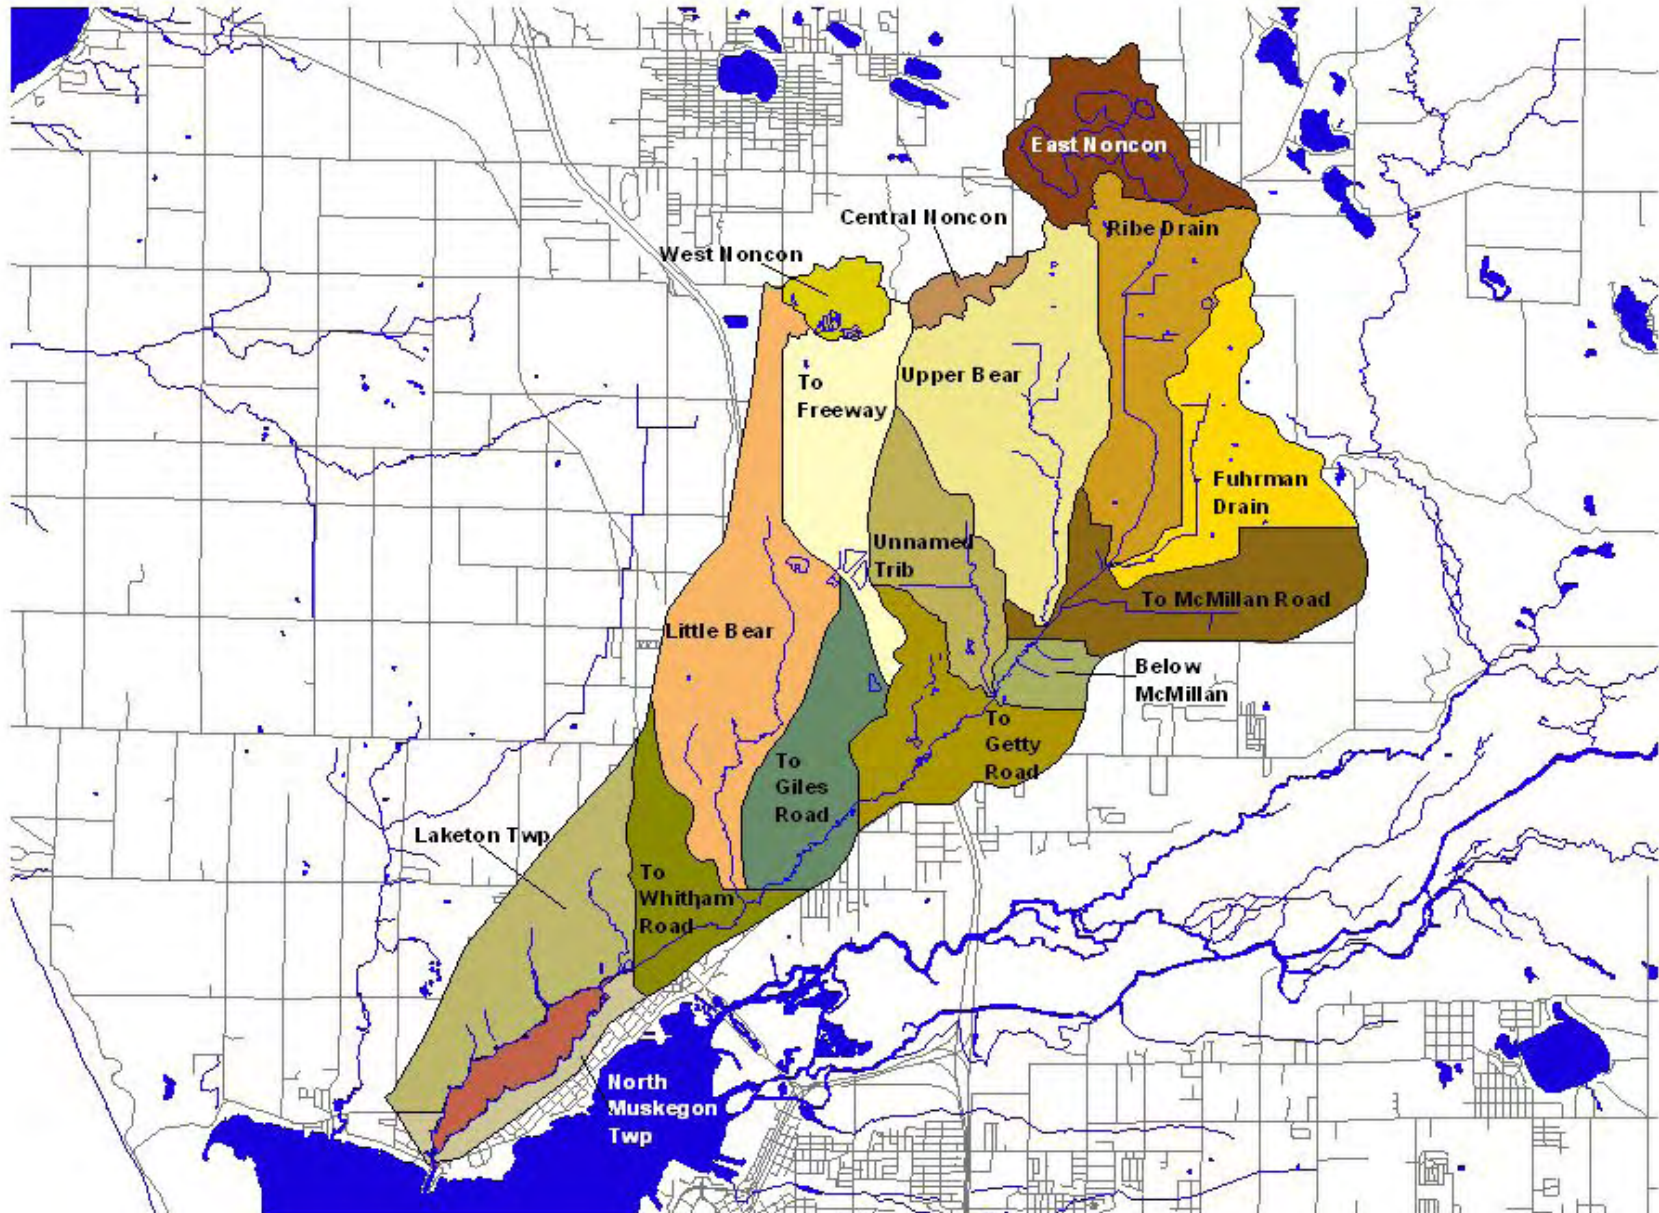 East Noncon
Central Noncon
Ribe Drain
West Noncon
To
Freeway
Upper Bear
Fuhrman
Drain
Unnamed
Trib
To McMillan Road
Little Bear
Below
McMillan
To
Getty
Road
To
Giles
Road
Laketon Twp
To
Whitham
Road
North
Muskegon
Twp